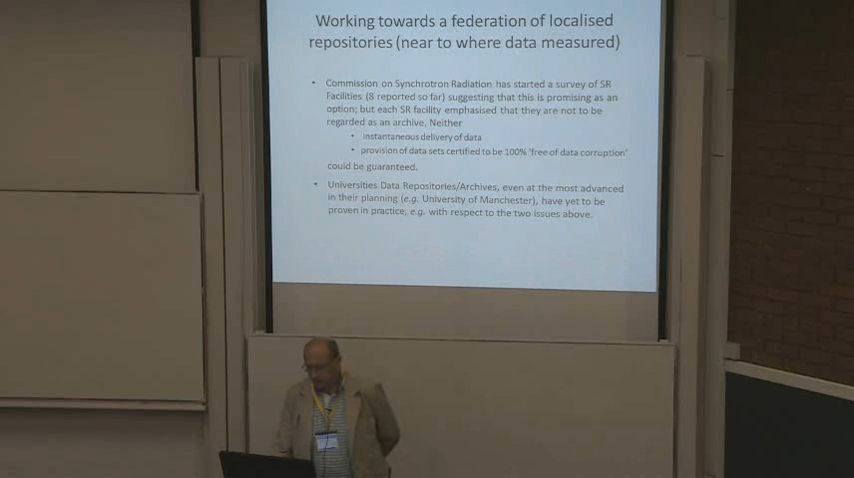 Working towards a federation of localised
repositories (near to where data measured)
• Commission on Synchrotron Radiation has started a survey of SR
Facilities (8 reported so far) suggesting that this is promising as an
option; but each SR facility emphasised that they are not to be
regarded as an archive. Neither
• instantaneous delivery of data
• provision of data sets certified to be 100% "free of data corruption"
could be guaranteed.
• Universities Data Repositories/Archives, even at the most advanced
in their planning (e.g. University of Manchester), have yet to be
proven in practice, e.g. with respect to the two issues above.